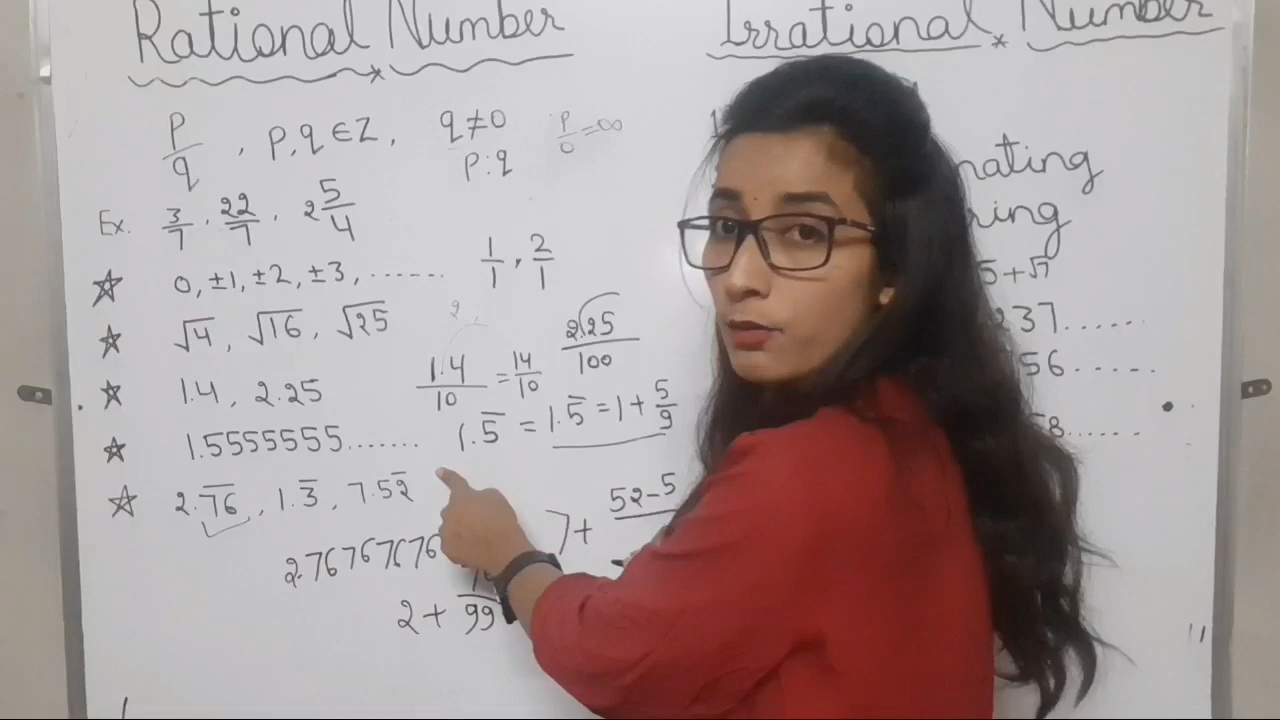 Rational Number
Irrational Number
p/q , p, q ∈ Z, q ≠ 0 p/0 = ∞
p : q
Ex. 3/7 , 22/7 , 2 5/4
☆ 0, ±1, ±2, ±3, ....... 1/1 , 2/1
☆ √4, √16, √25
☆ 1.4, 2.25 1.4/10 = 14/10 2.25/100
☆ 1.5555555....... 1.5̅ = 1.5̅ = 1 + 5/9
☆ 2.7̅6̅, 1.3̅, 7.52̅
2.76767676
2 + /99
7 + 52-5
nating
ring
5 + √7
237......
56......
58......